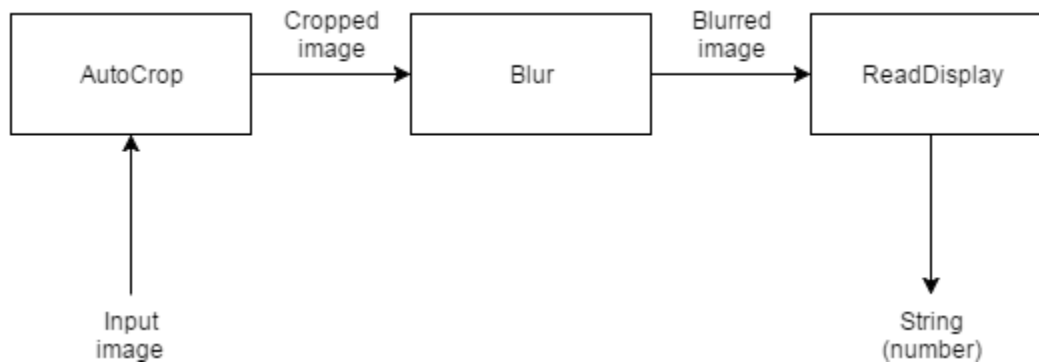 AutoCrop
Cropped
image
Blur
Blurred
image
ReadDisplay
Input
image
String
(number)